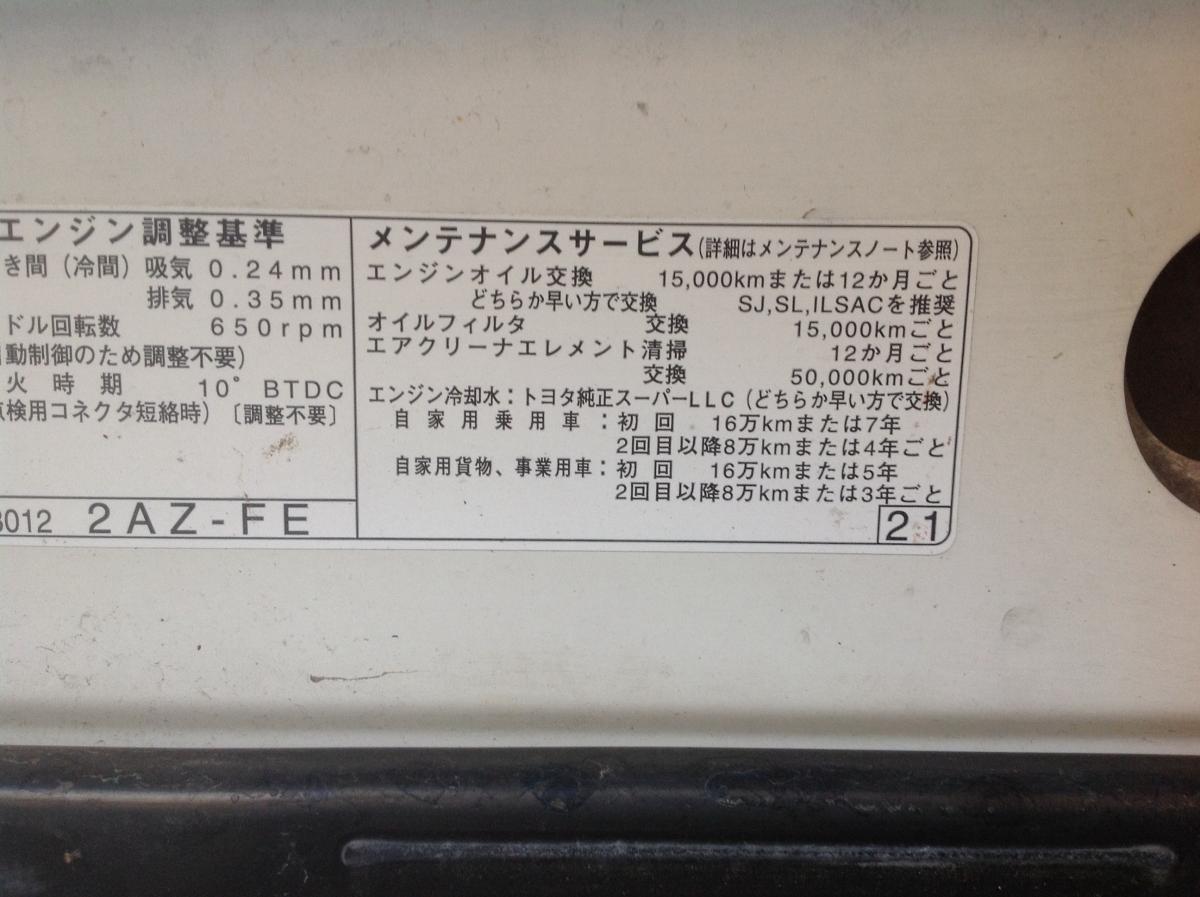 エンジン調整基準
き間（冷間）吸気 0.24mm
排気 0.35mm
ドル回転数 650rpm
動制御のため調整不要）
火時期 10° BTDC
検用コネクタ短絡時）〔調整不要〕
3012 2AZ-FE
メンテナンスサービス（詳細はメンテナンスノート参照）
エンジンオイル交換 15,000kmまたは12か月ごと
どちらか早い方で交換 SJ,SL,ILSACを推奨
オイルフィルタ 交換 15,000kmごと
エアクリーナエレメント清掃 12か月ごと
交換 50,000kmごと
エンジン冷却水：トヨタ純正スーパーLLC（どちらか早い方で交換）
自家用乗用車：初回 16万kmまたは7年
2回目以降8万kmまたは4年ごと
自家用貨物、事業用車：初回 16万kmまたは5年
2回目以降8万kmまたは3年ごと
21